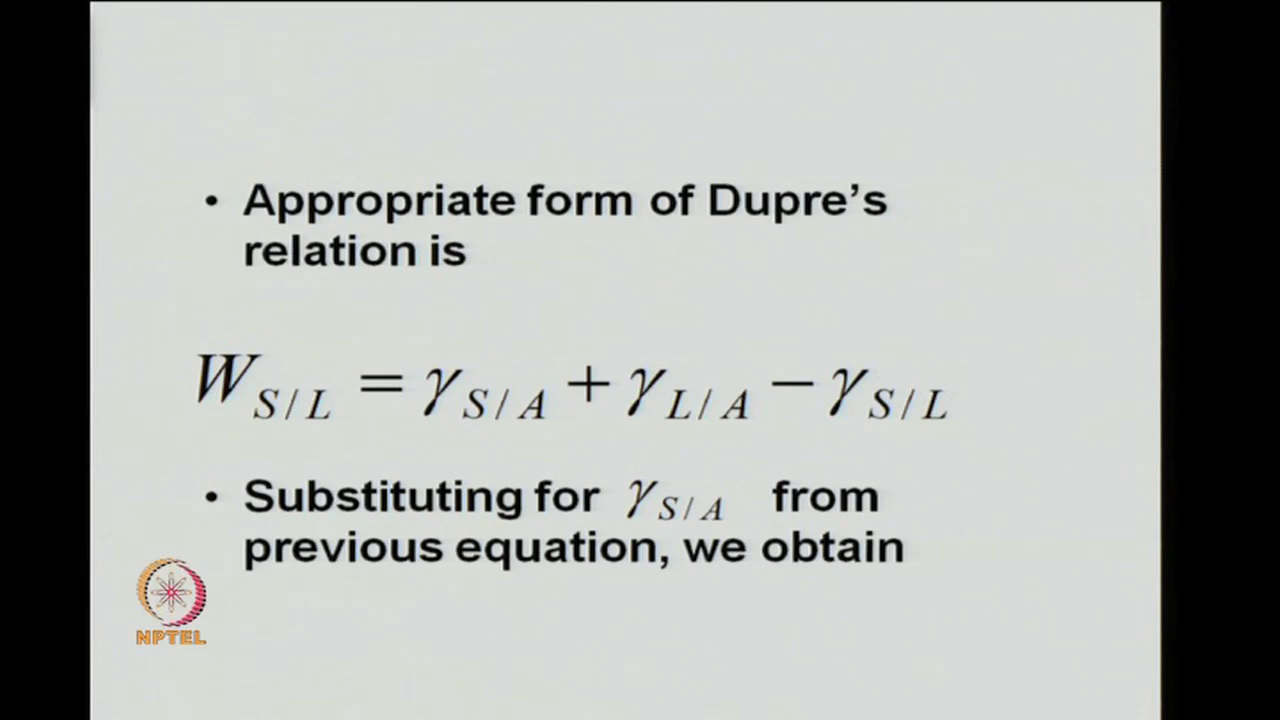 • Appropriate form of Dupre's
relation is
W_{S/L} = γ_{S/A} + γ_{L/A} − γ_{S/L}
• Substituting for γ_{S/A} from
previous equation, we obtain
NPTEL